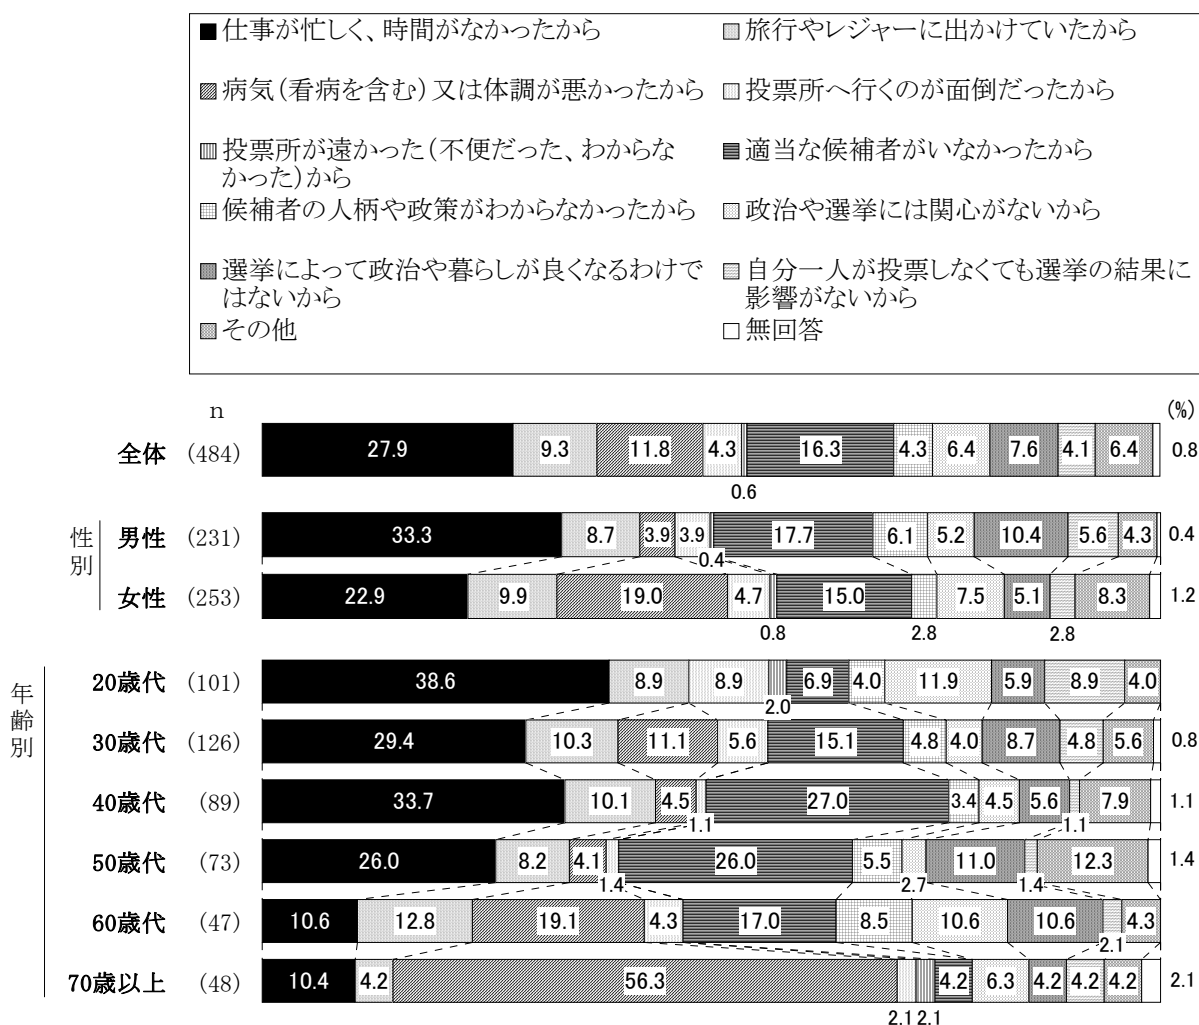 仕事が忙しく、時間がなかったから
旅行やレジャーに出かけていたから
病気(看病を含む)又は体調が悪かったから
投票所へ行くのが面倒だったから
投票所が遠かった(不便だった、わからな
かった)から
適当な候補者がいなかったから
候補者の人柄や政策がわからなかったから
政治や選挙には関心がないから
選挙によって政治や暮らしが良くなるわけで
はないから
自分一人が投票しなくても選挙の結果に
影響がないから
その他
無回答
n
(%)
全体 (484) 27.9 9.3 11.8 4.3 16.3 4.3 6.4 7.6 4.1 6.4 0.8
0.6
性別
男性 (231) 33.3 8.7 3.9 3.9 17.7 6.1 5.2 10.4 5.6 4.3 0.4
0.4
女性 (253) 22.9 9.9 19.0 4.7 15.0 7.5 5.1 8.3 1.2
0.8 2.8 2.8
年齢別
20歳代 (101) 38.6 8.9 8.9 6.9 4.0 11.9 5.9 8.9 4.0
2.0
30歳代 (126) 29.4 10.3 11.1 5.6 15.1 4.8 4.0 8.7 4.8 5.6 0.8
40歳代 (89) 33.7 10.1 4.5 27.0 3.4 4.5 5.6 7.9 1.1
1.1 1.1
50歳代 (73) 26.0 8.2 4.1 26.0 5.5 11.0 12.3 1.4
1.4 2.7 1.4
60歳代 (47) 10.6 12.8 19.1 4.3 17.0 8.5 10.6 10.6 4.3
2.1
70歳以上 (48) 10.4 4.2 56.3 4.2 6.3 4.2 4.2 4.2 2.1
2.1 2.1